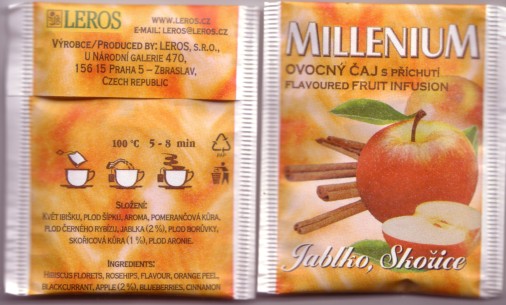 LEROS
WWW.LEROS.CZ
E-MAIL: LEROS@LEROS.CZ
VÝROBCE/PRODUCED BY: LEROS, S.R.O.,
U NÁRODNÍ GALERIE 470,
156 15 PRAHA 5 – ZBRASLAV,
CZECH REPUBLIC
100 °C 5 - 8 min
SLOŽENÍ:
KVĚT IBIŠKU, PLOD ŠÍPKU, AROMA, POMERANČOVÁ KŮRA,
PLOD ČERNÉHO RYBÍZU, JABLKA (2 %), PLOD BORŮVKY,
SKOŘICOVÁ KŮRA (1 %), PLOD ARONIE.
INGREDIENTS:
HIBISCUS FLORETS, ROSEHIPS, FLAVOUR, ORANGE PEEL,
BLACKCURRANT, APPLE (2 %), BLUEBERRIES, CINNAMON
MILLENIUM
OVOCNÝ ČAJ S PŘÍCHUTÍ
FLAVOURED FRUIT INFUSION
Jablko, Skořice